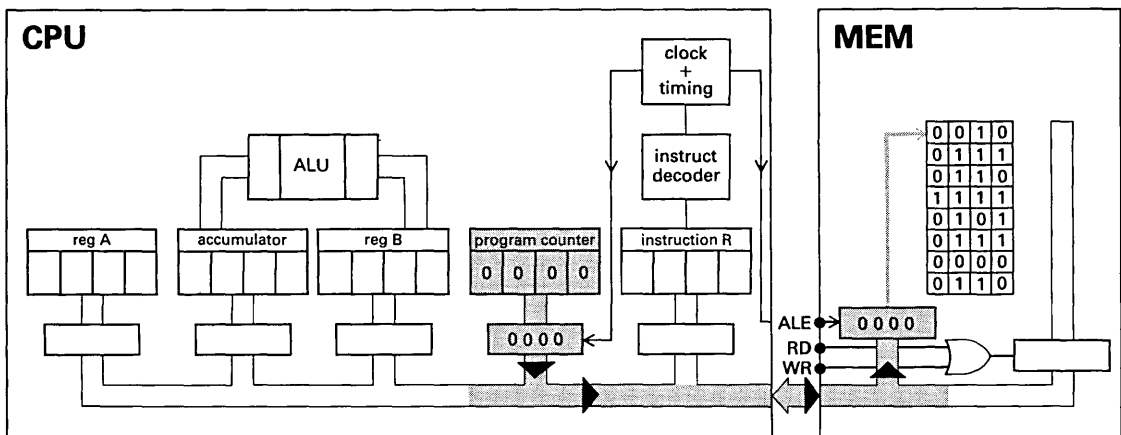 CPU
MEM
clock
+
timing
instruct
decoder
ALU
reg A
accumulator
reg B
program counter
0 0 0 0
instruction R
0 0 0 0
ALE
RD
WR
0 0 0 0
0 0 1 0
0 1 1 1
0 1 1 0
1 1 1 1
0 1 0 1
0 1 1 1
0 0 0 0
0 1 1 0